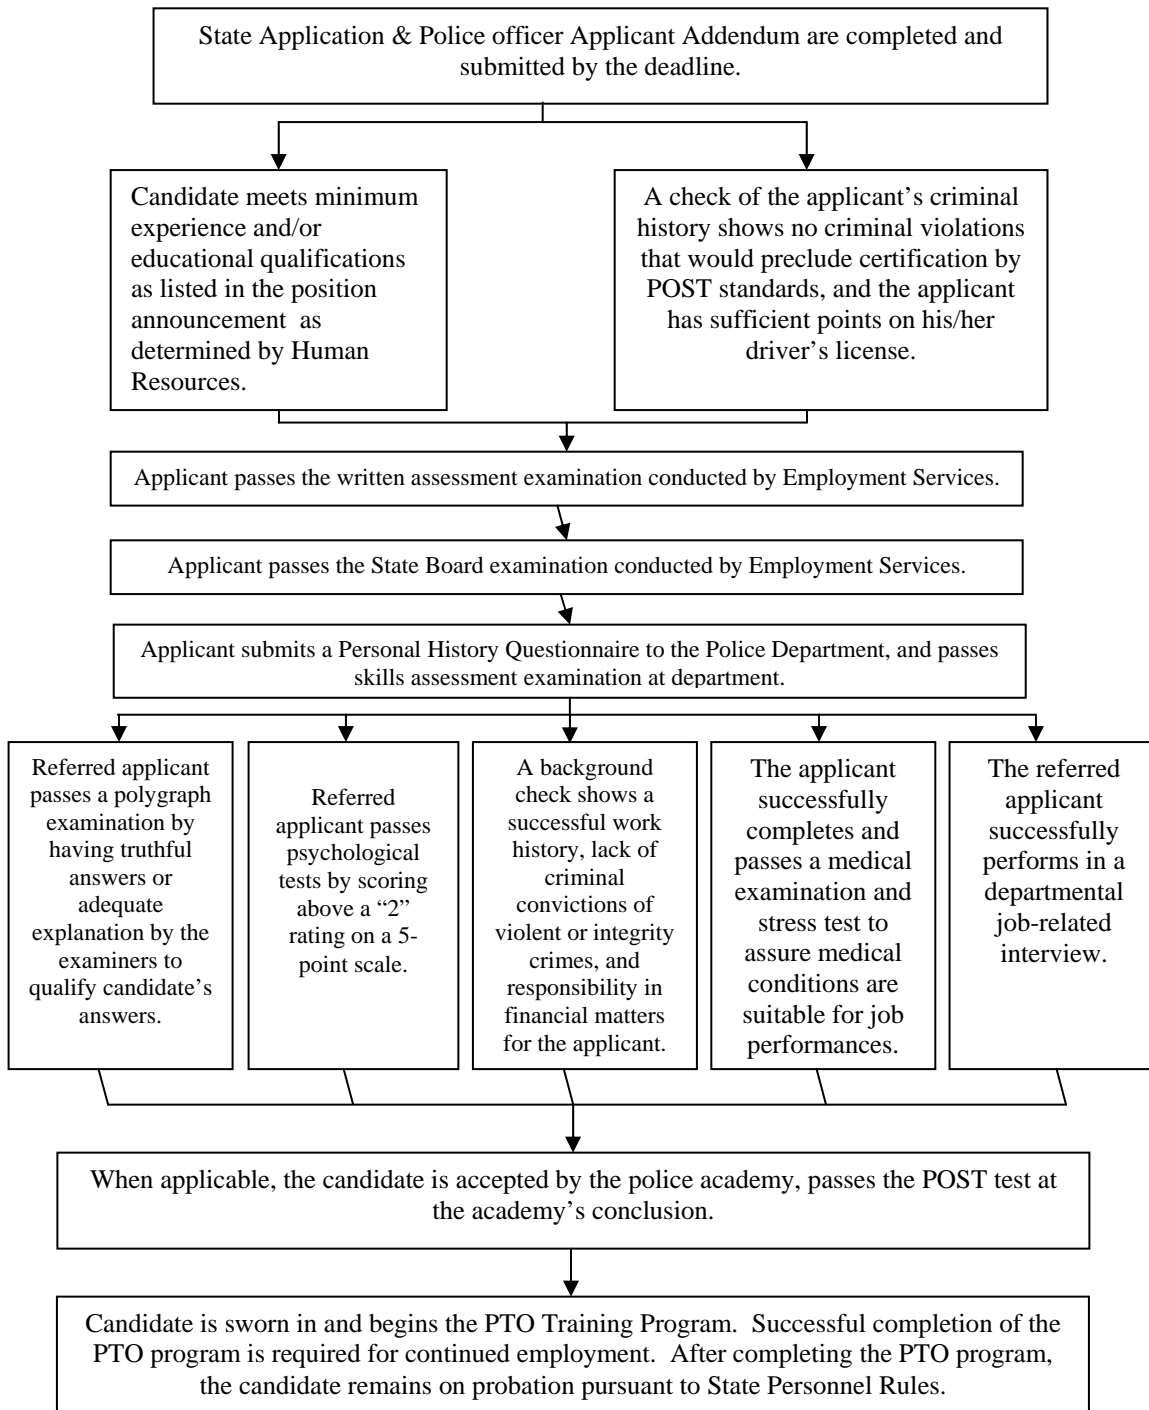 State Application & Police officer Applicant Addendum are completed and
submitted by the deadline.
Candidate meets minimum
experience and/or
educational qualifications
as listed in the position
announcement as
determined by Human
Resources.
A check of the applicant’s criminal
history shows no criminal violations
that would preclude certification by
POST standards, and the applicant
has sufficient points on his/her
driver’s license.
Applicant passes the written assessment examination conducted by Employment Services.
Applicant passes the State Board examination conducted by Employment Services.
Applicant submits a Personal History Questionnaire to the Police Department, and passes
skills assessment examination at department.
Referred applicant
passes a polygraph
examination by
having truthful
answers or
adequate
explanation by the
examiners to
qualify candidate’s
answers.
Referred
applicant passes
psychological
tests by scoring
above a “2”
rating on a 5-
point scale.
A background
check shows a
successful work
history, lack of
criminal
convictions of
violent or integrity
crimes, and
responsibility in
financial matters
for the applicant.
The applicant
successfully
completes and
passes a medical
examination and
stress test to
assure medical
conditions are
suitable for job
performances.
The referred
applicant
successfully
performs in a
departmental
job-related
interview.
When applicable, the candidate is accepted by the police academy, passes the POST test at
the academy’s conclusion.
Candidate is sworn in and begins the PTO Training Program. Successful completion of the
PTO program is required for continued employment. After completing the PTO program,
the candidate remains on probation pursuant to State Personnel Rules.